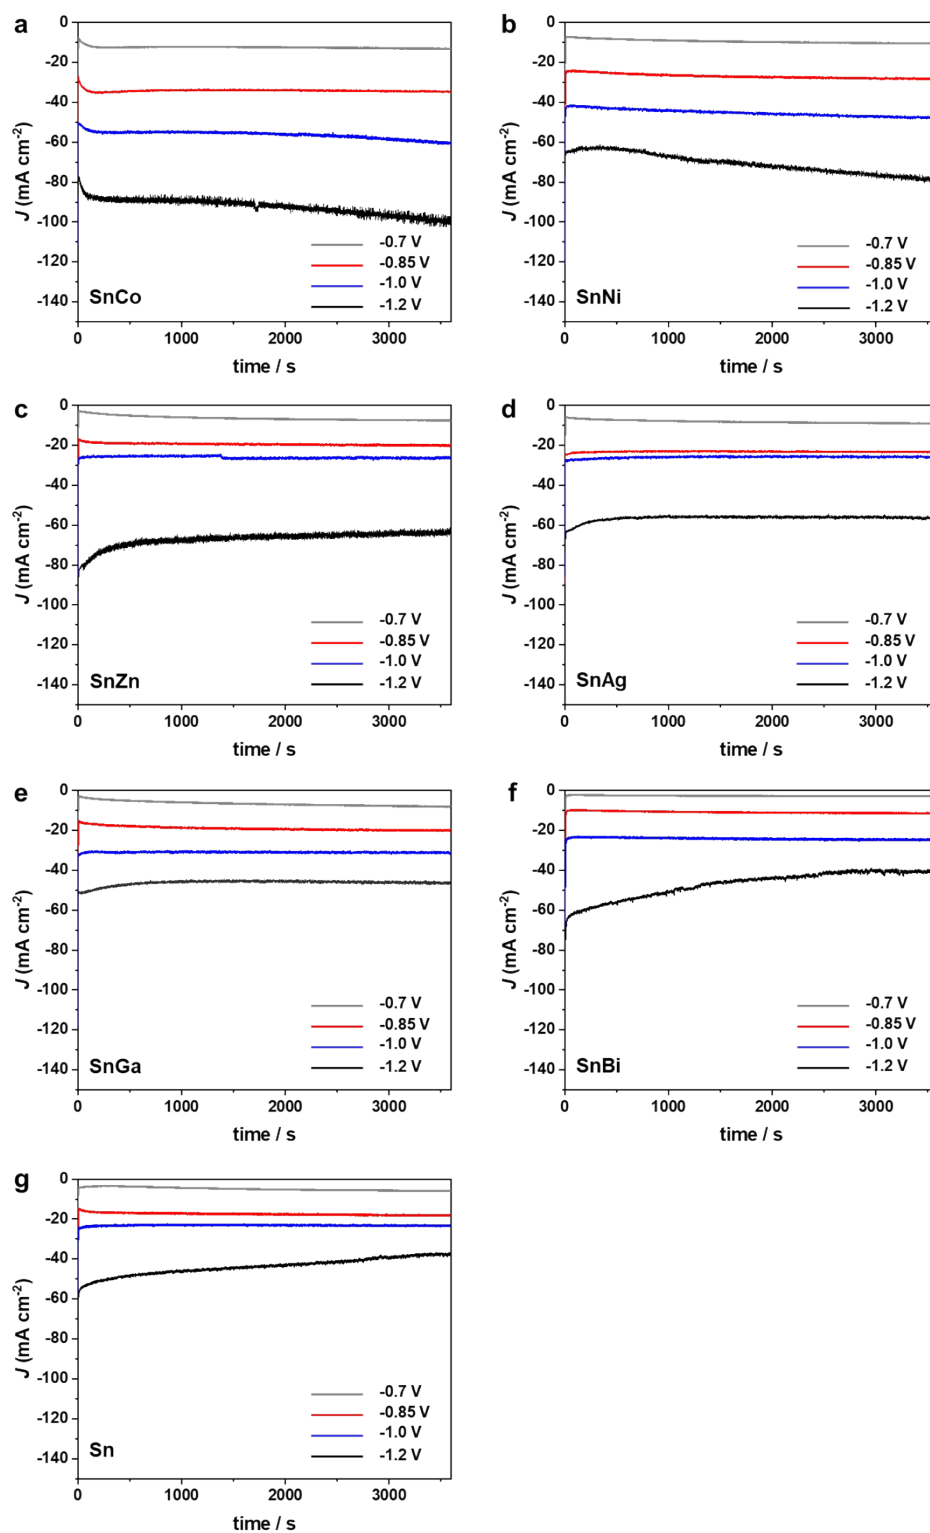 a
J (mA cm-2)
0
-20
-40
-60
-80
-100
-120
-140
-0.7 V
-0.85 V
-1.0 V
-1.2 V
SnCo
0
1000
2000
3000
time / s
b
J (mA cm-2)
0
-20
-40
-60
-80
-100
-120
-140
-0.7 V
-0.85 V
-1.0 V
-1.2 V
SnNi
0
1000
2000
3000
time / s
c
J (mA cm-2)
0
-20
-40
-60
-80
-100
-120
-140
-0.7 V
-0.85 V
-1.0 V
-1.2 V
SnZn
0
1000
2000
3000
time / s
d
J (mA cm-2)
0
-20
-40
-60
-80
-100
-120
-140
-0.7 V
-0.85 V
-1.0 V
-1.2 V
SnAg
0
1000
2000
3000
time / s
e
J (mA cm-2)
0
-20
-40
-60
-80
-100
-120
-140
-0.7 V
-0.85 V
-1.0 V
-1.2 V
SnGa
0
1000
2000
3000
time / s
f
J (mA cm-2)
0
-20
-40
-60
-80
-100
-120
-140
-0.7 V
-0.85 V
-1.0 V
-1.2 V
SnBi
0
1000
2000
3000
time / s
g
J (mA cm-2)
0
-20
-40
-60
-80
-100
-120
-140
-0.7 V
-0.85 V
-1.0 V
-1.2 V
Sn
0
1000
2000
3000
time / s